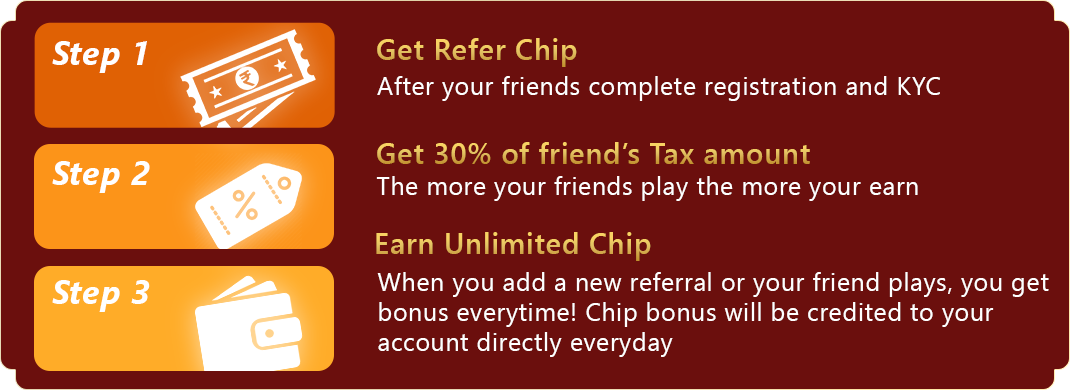 Step 1
Get Refer Chip
After your friends complete registration and KYC
Step 2
Get 30% of friend's Tax amount
The more your friends play the more your earn
Step 3
Earn Unlimited Chip
When you add a new referral or your friend plays, you get
bonus everytime! Chip bonus will be credited to your
account directly everyday